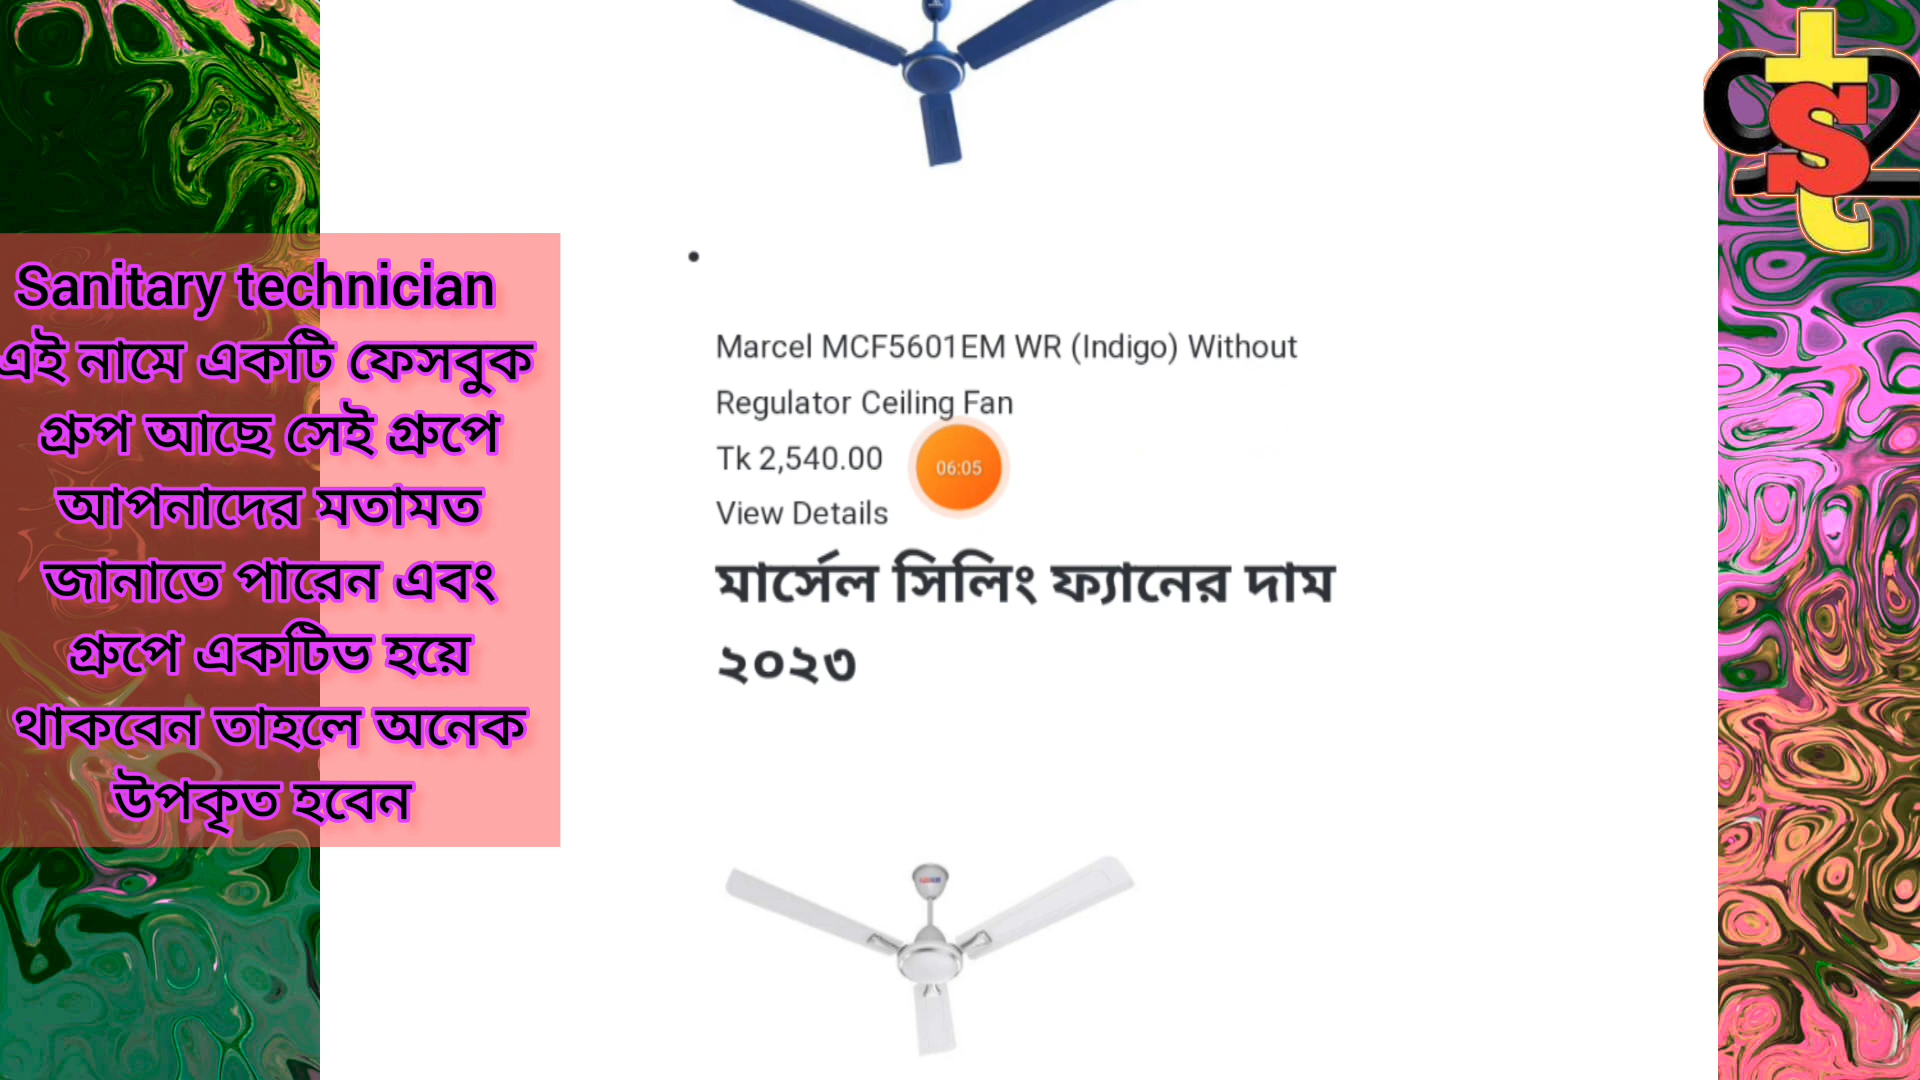 Sanitary technician
এই নামে একটি ফেসবুক
গ্রুপ আছে সেই গ্রুপে
আপনাদের মতামত
জানাতে পারেন এবং
গ্রুপে একটিভ হয়ে
থাকবেন তাহলে অনেক
উপকৃত হবেন
Marcel MCF5601EM WR (Indigo) Without
Regulator Ceiling Fan
Tk 2,540.00
06:05
View Details
মার্সেল সিলিং ফ্যানের দাম
২০২৩